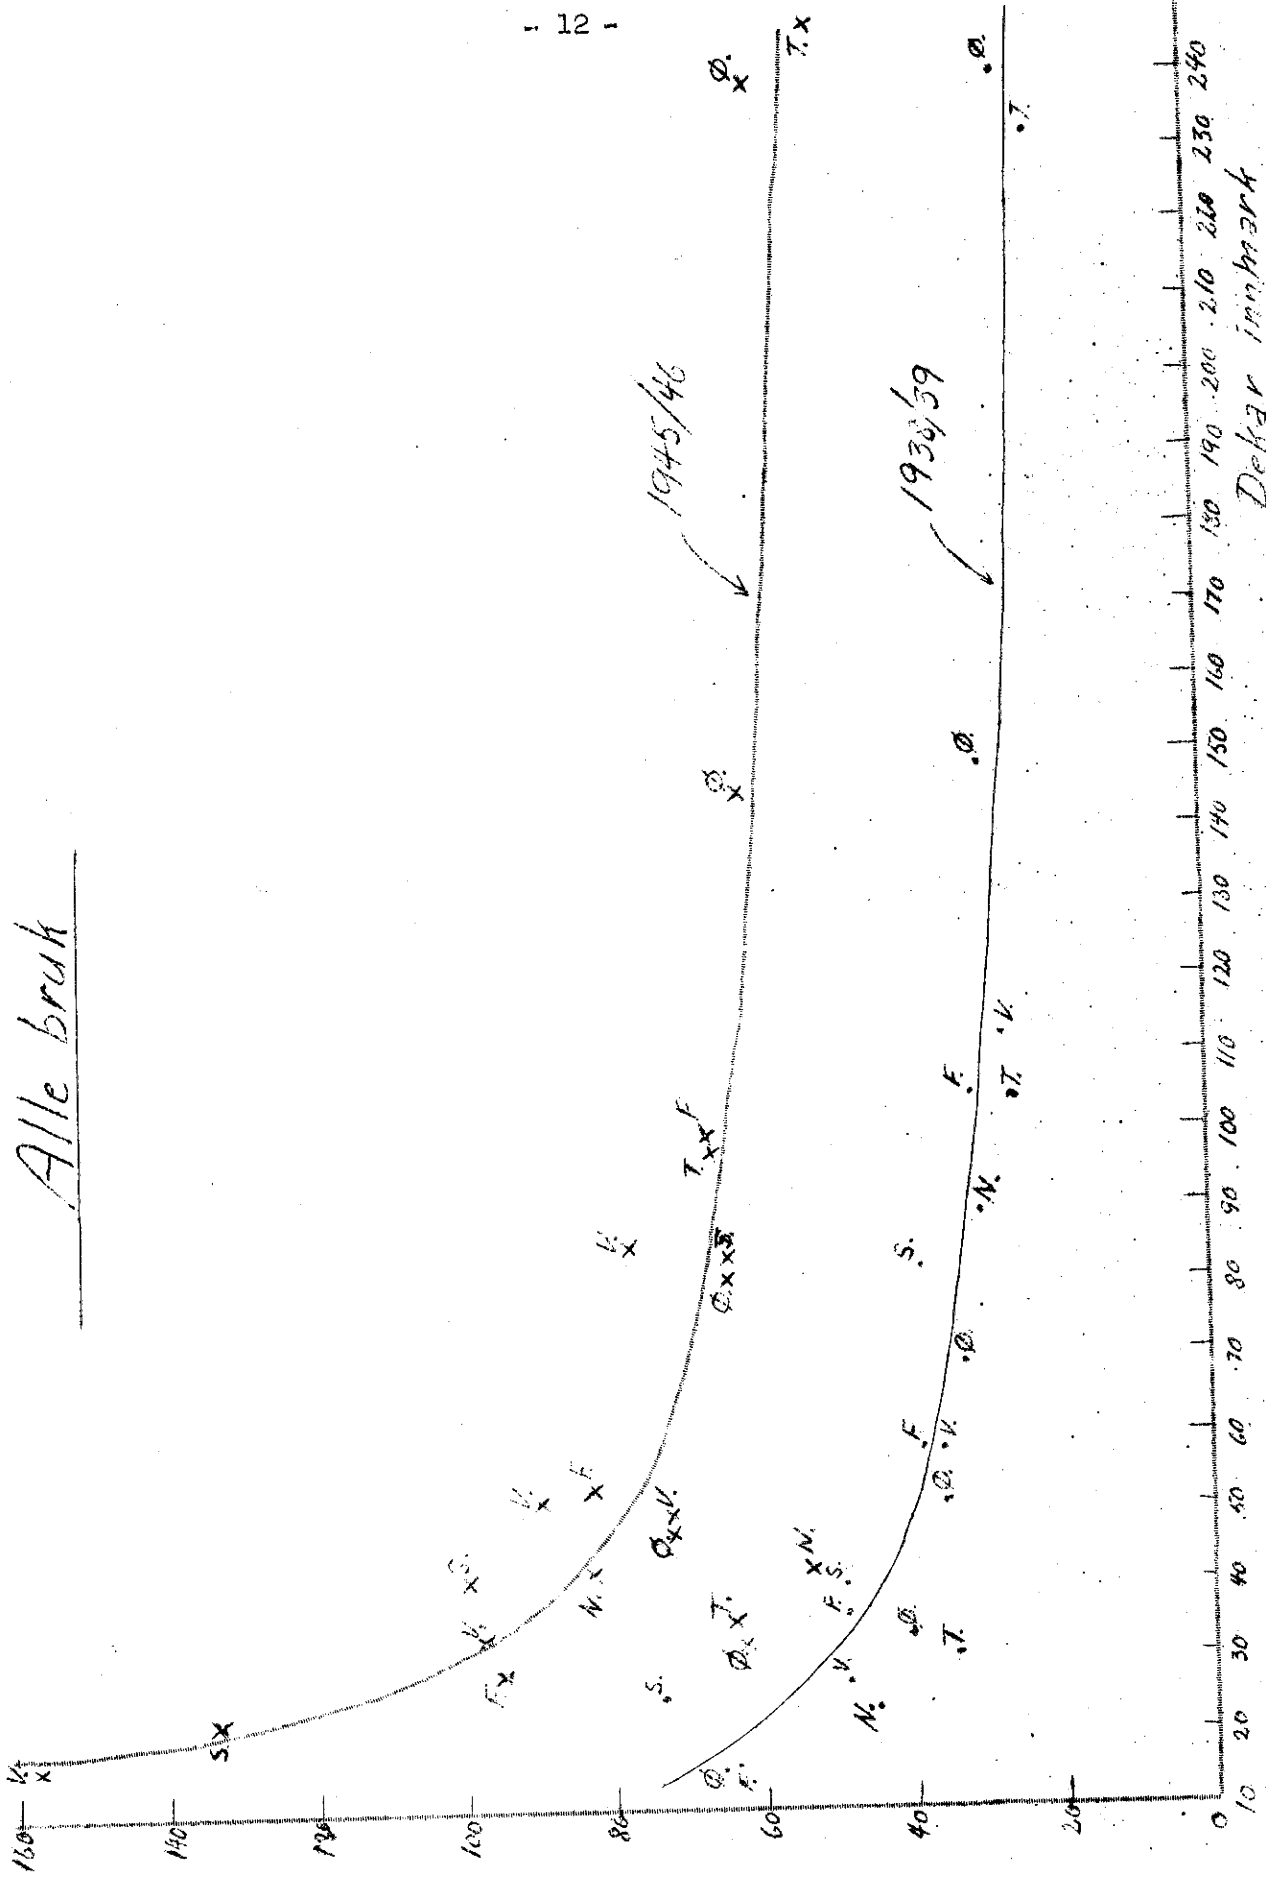 - 12 -
Alle bruk
160
140
120
100
80
60
40
20
0
V.
S.
F.
V.
S.
V.
F.
N.
Ø
V.
Ø.
T.
V.
Ø.
T.
F
Ø.
Ø.
T.
1945/46
N.
S.
F.
S.
V.
N.
Ø.
F.
Ø.
T.
F.
V.
Ø.
Ø.
S.
N.
F.
T.
V.
Ø.
T.
Ø.
1938/39
10 20 30 40 50 60 70 80 90 100 110 120 130 140 150 160 170 180 190 200 210 220 230 240
Dekar innmark